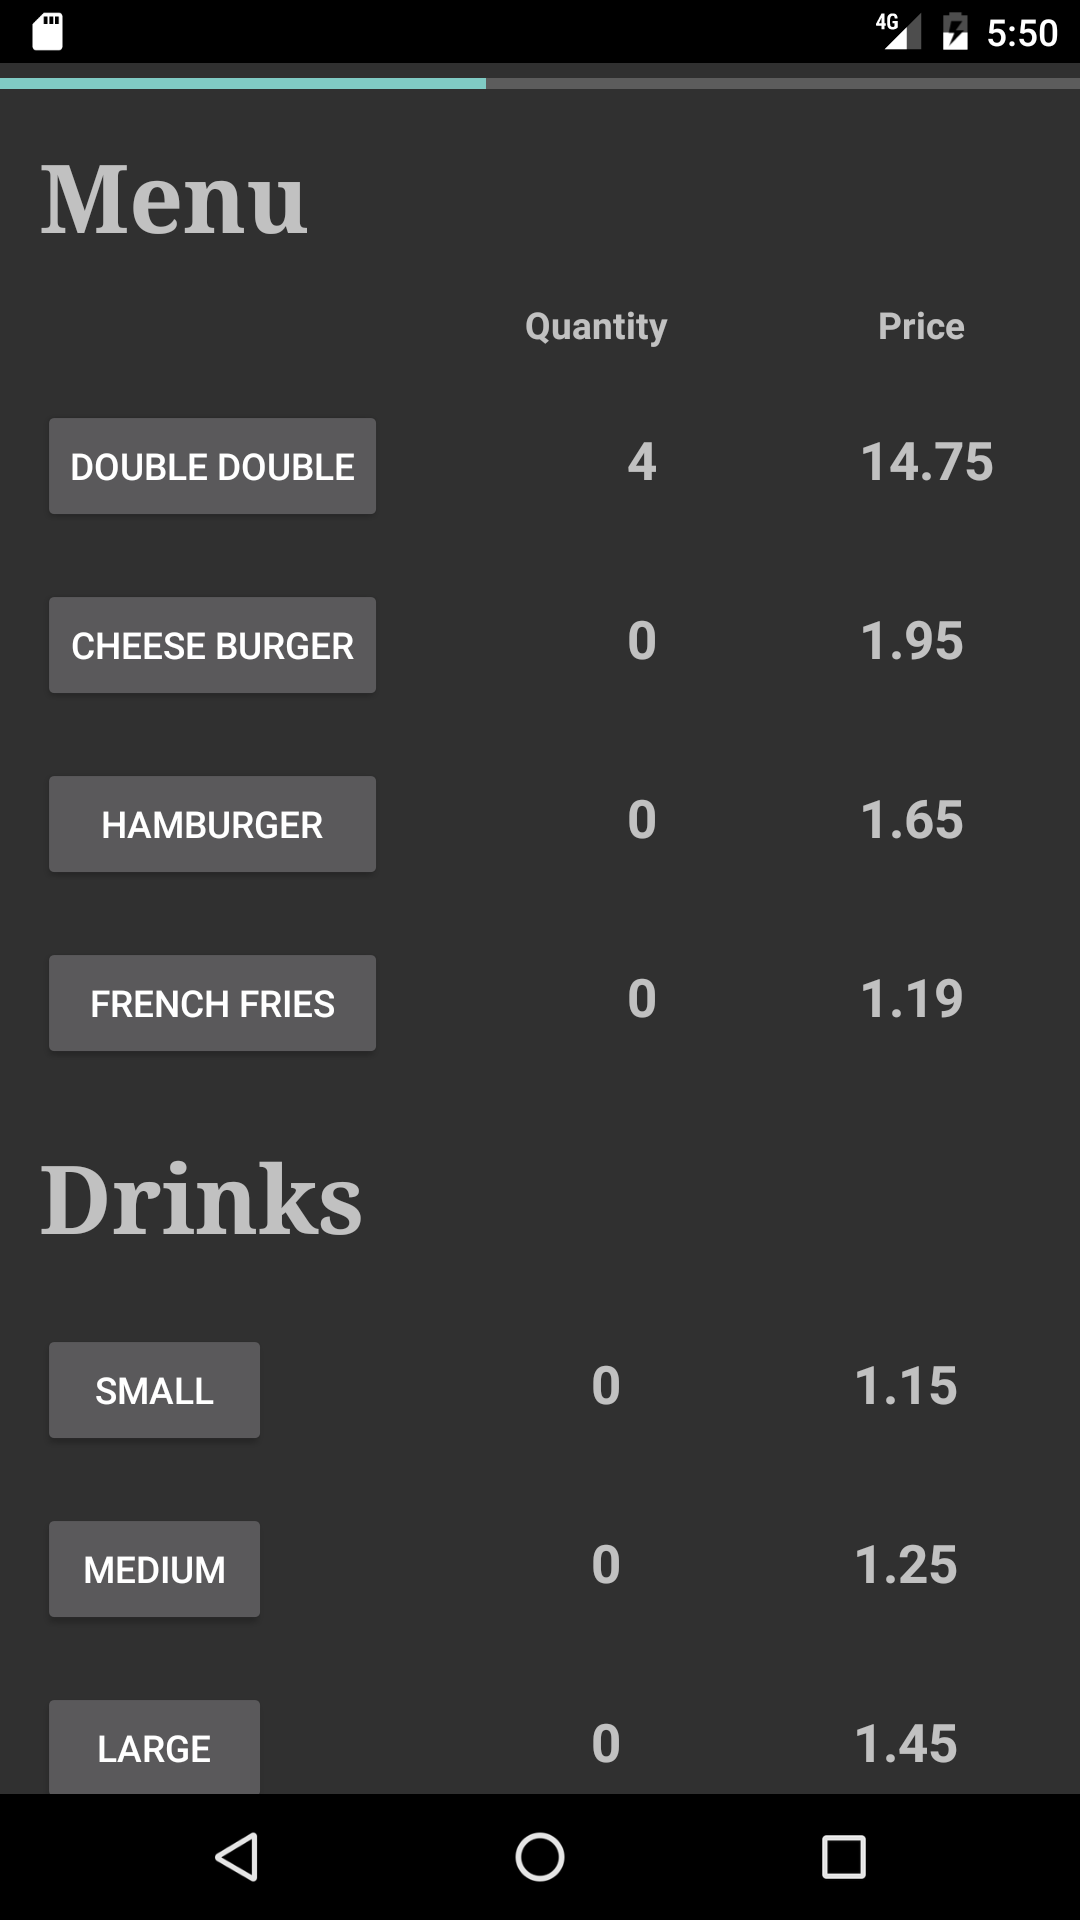 4G 5:50
Menu
Quantity Price
DOUBLE DOUBLE 4 14.75
CHEESE BURGER 0 1.95
HAMBURGER 0 1.65
FRENCH FRIES 0 1.19
Drinks
SMALL 0 1.15
MEDIUM 0 1.25
LARGE 0 1.45